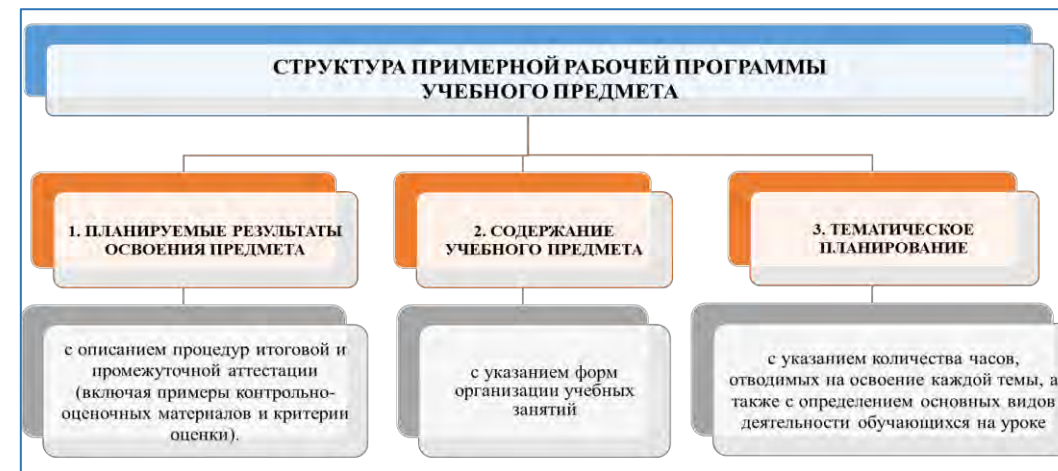 СТРУКТУРА ПРИМЕРНОЙ РАБОЧЕЙ ПРОГРАММЫ
УЧЕБНОГО ПРЕДМЕТА
1. ПЛАНИРУЕМЫЕ РЕЗУЛЬТАТЫ
ОСВОЕНИЯ ПРЕДМЕТА
2. СОДЕРЖАНИЕ
УЧЕБНОГО ПРЕДМЕТА
3. ТЕМАТИЧЕСКОЕ
ПЛАНИРОВАНИЕ
с описанием процедур итоговой и
промежуточной аттестации
(включая примеры контрольно-
оценочных материалов и критерии
оценки).
с указанием форм
организации учебных
занятий
с указанием количества часов,
отводимых на освоение каждой темы, а
также с определением основных видов
деятельности обучающихся на уроке